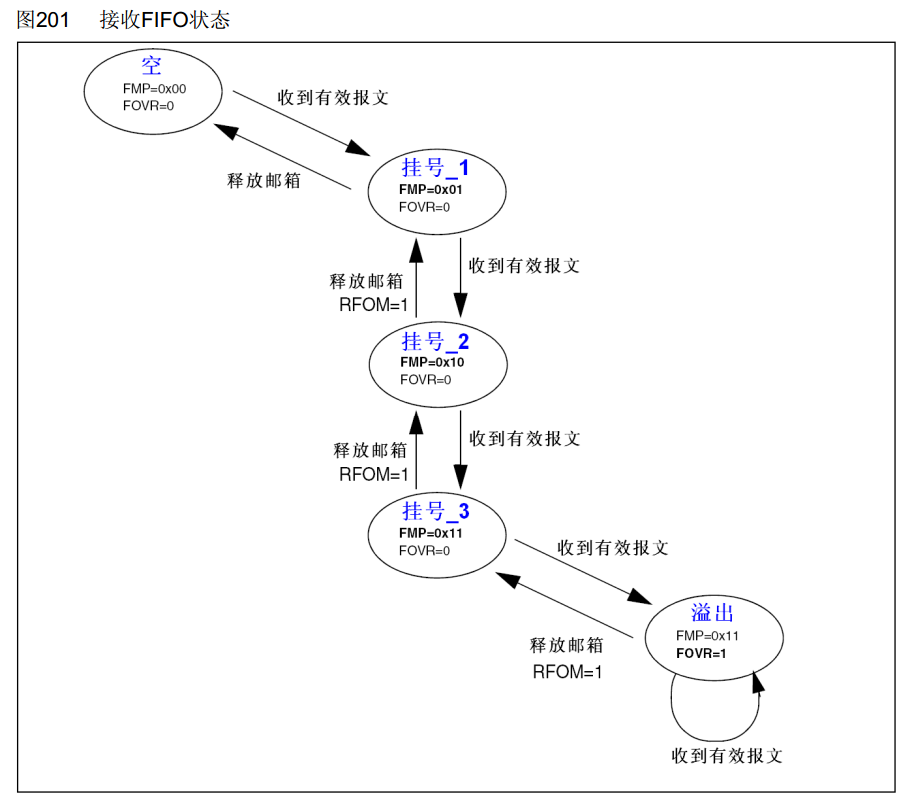 图201 接收FIFO状态
空
FMP=0x00
FOVR=0
收到有效报文
释放邮箱
挂号_1
FMP=0x01
FOVR=0
收到有效报文
释放邮箱
RFOM=1
挂号_2
FMP=0x10
FOVR=0
收到有效报文
释放邮箱
RFOM=1
挂号_3
FMP=0x11
FOVR=0
收到有效报文
释放邮箱
RFOM=1
溢出
FMP=0x11
FOVR=1
收到有效报文